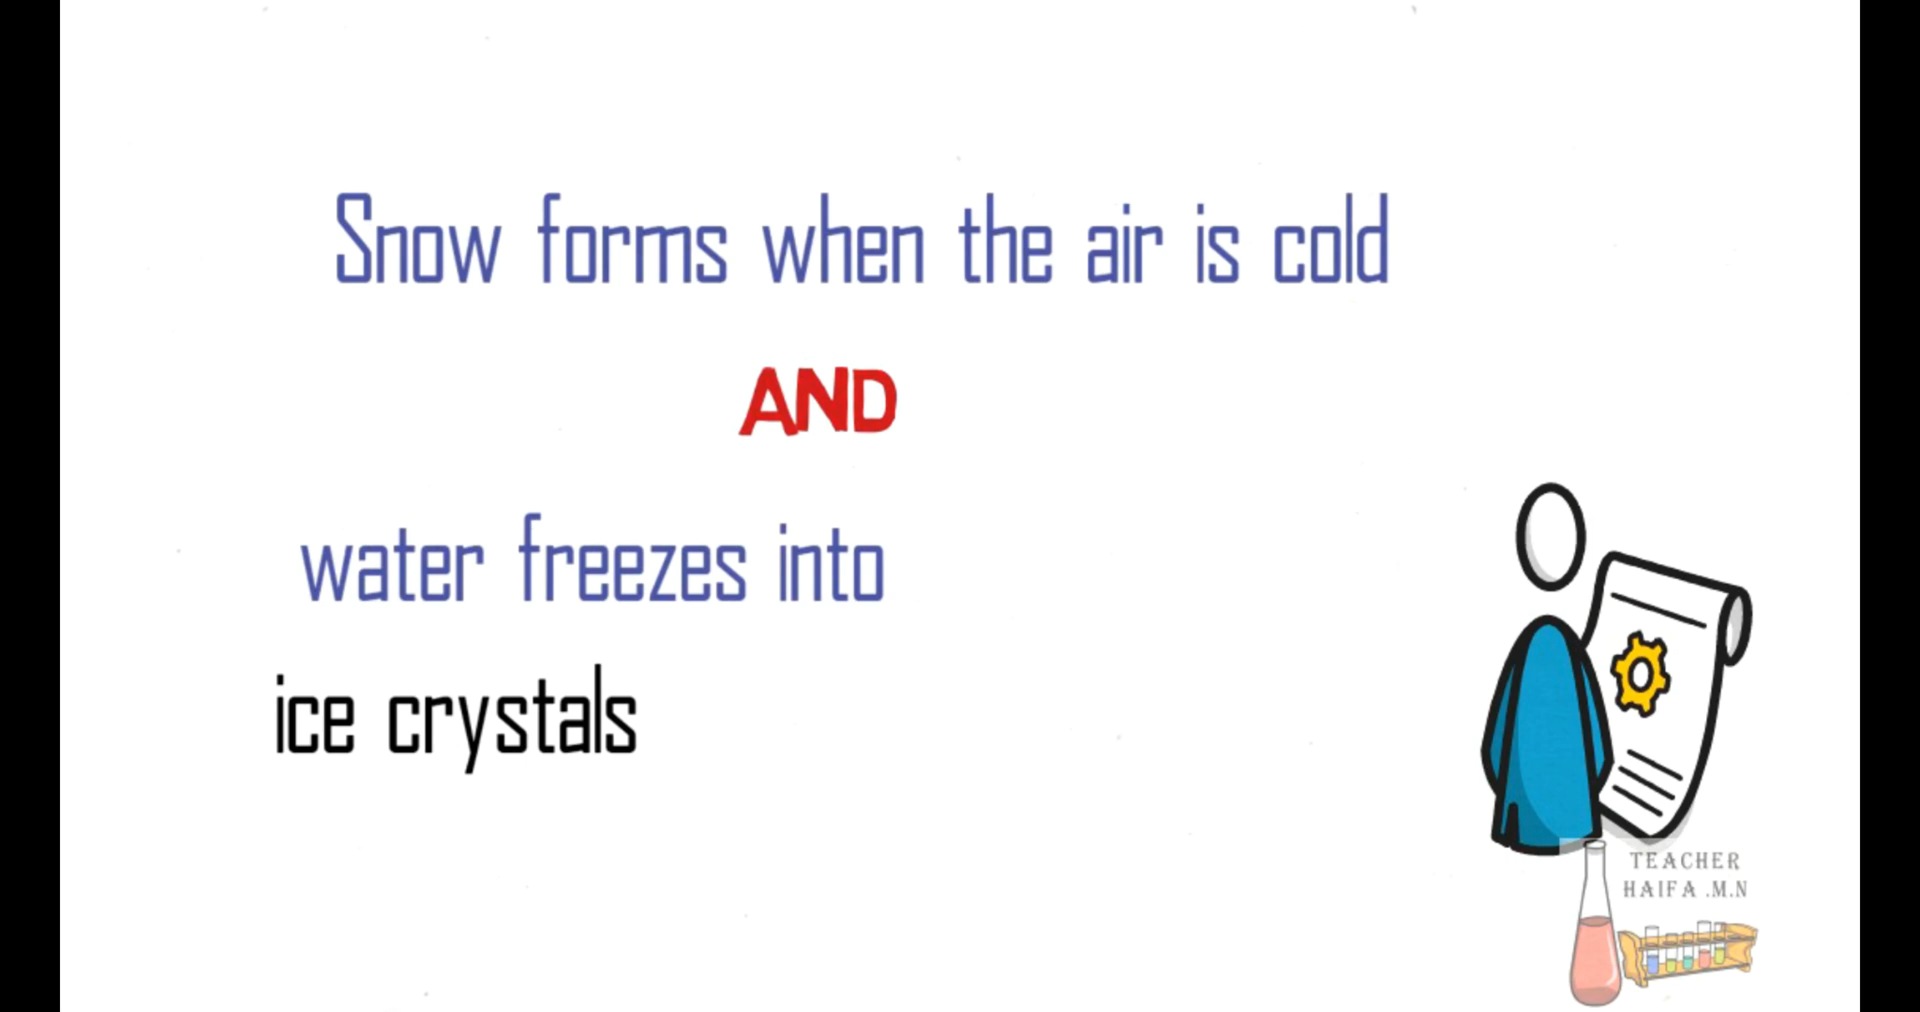 Snow forms when the air is cold
AND
water freezes into
ice crystals
TEACHER
HAIFA .M.N